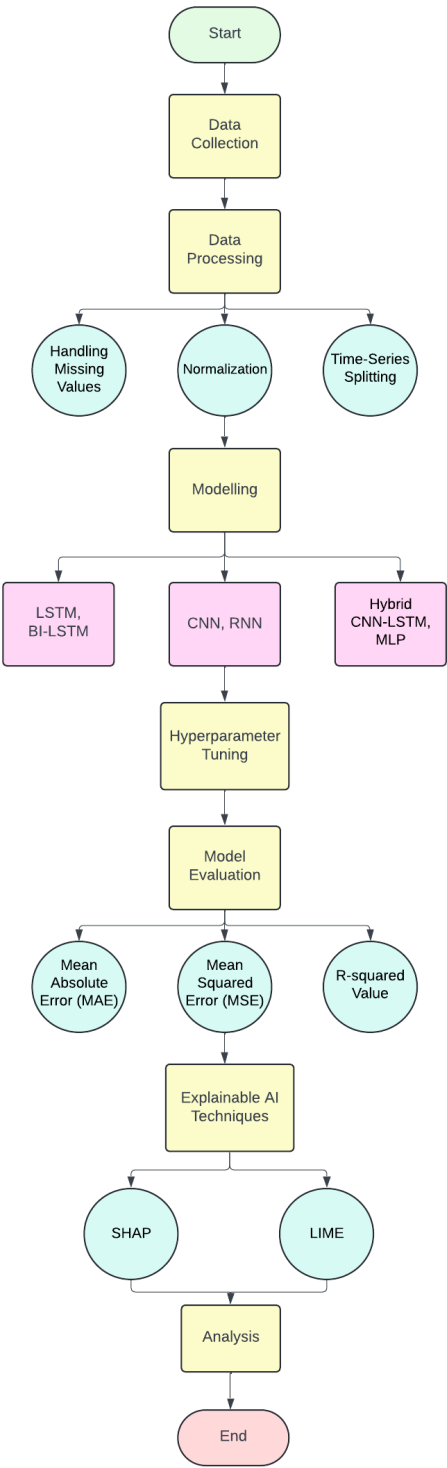 Start
Data
Collection
Data
Processing
Handling
Missing
Values
Normalization
Time-Series
Splitting
Modelling
LSTM,
BI-LSTM
CNN, RNN
Hybrid
CNN-LSTM,
MLP
Hyperparameter
Tuning
Model
Evaluation
Mean
Absolute
Error (MAE)
Mean
Squared
Error (MSE)
R-squared
Value
Explainable AI
Techniques
SHAP
LIME
Analysis
End